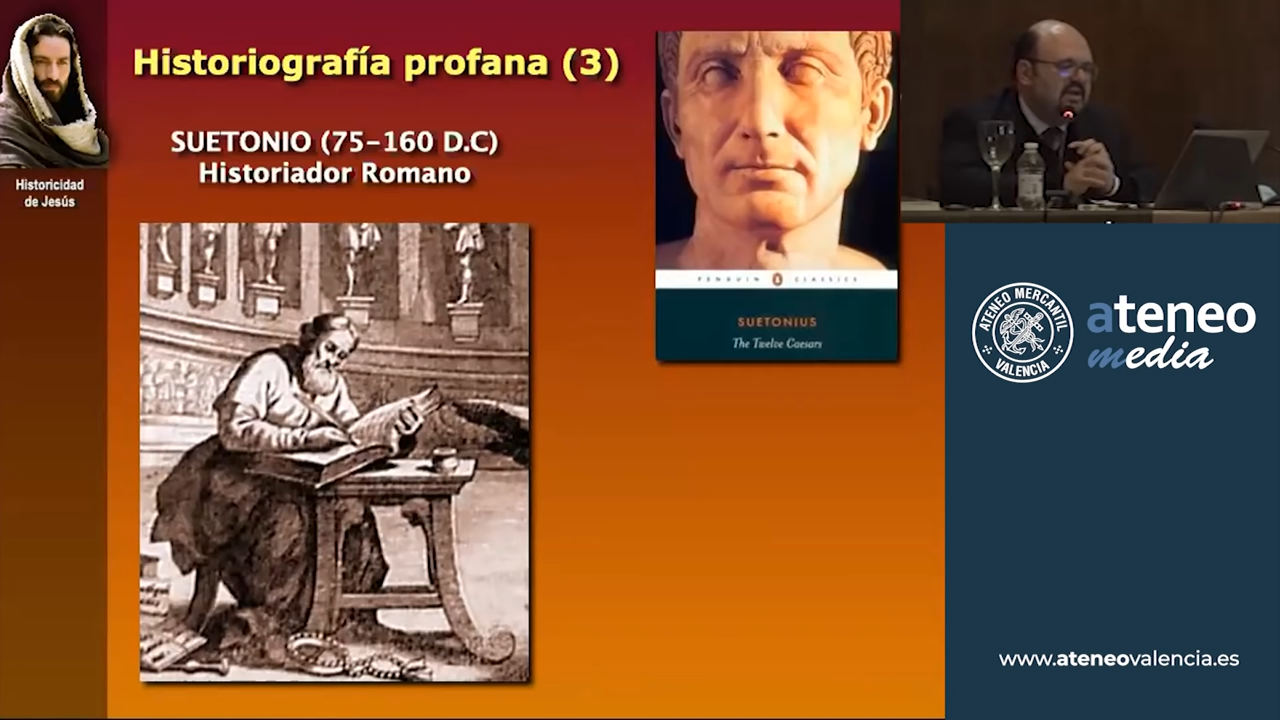 Historiografía profana (3)
SUETONIO (75-160 D.C)
Historiador Romano
Historicidad
de Jesús
PENGUIN CLASSICS
SUETONIUS
The Twelve Caesars
ATENEO MERCANTIL
VALENCIA
ateneo
media
www.ateneovalencia.es